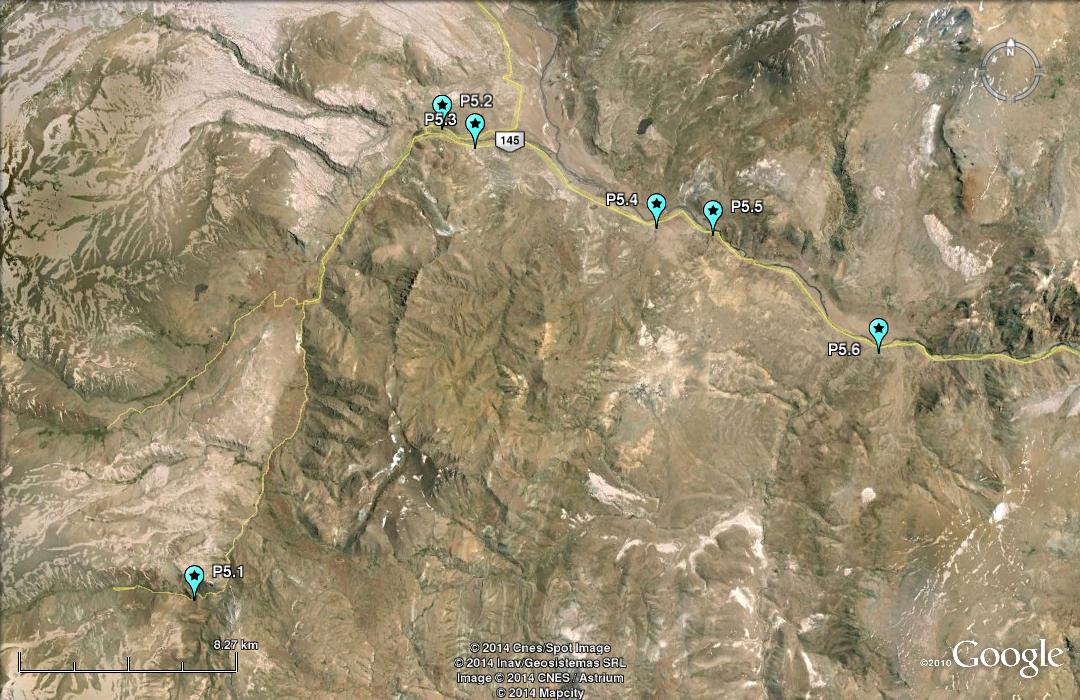 N
P5.2
P5.3
145
P5.4
P5.5
P5.6
P5.1
8.27 km
© 2014 Cnes/Spot Image
© 2014 Inav/Geosistemas SRL
Image © 2014 CNES / Astrium
© 2014 Mapcity
©2010 Google